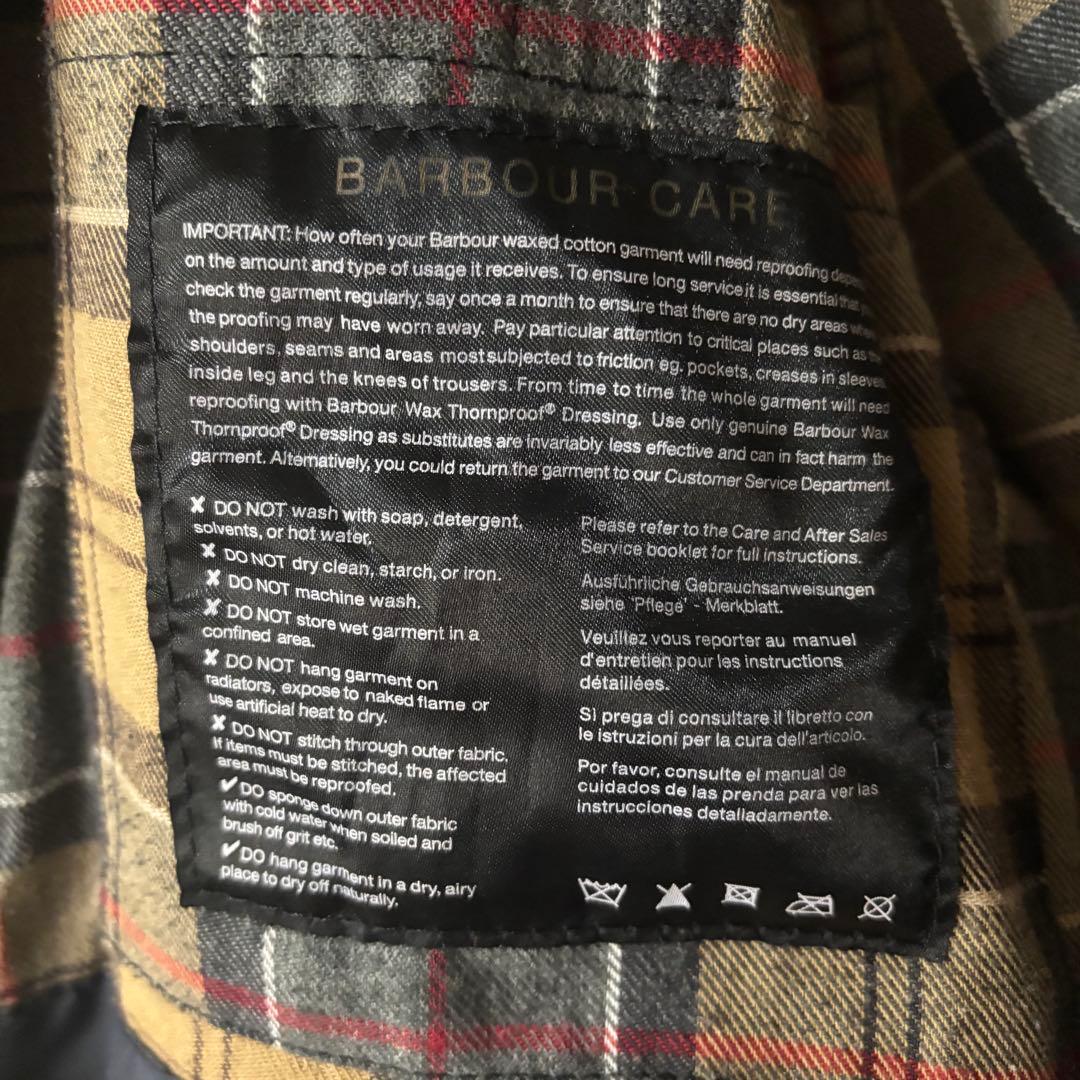 BARBOUR CARE
IMPORTANT: How often your Barbour waxed cotton garment will need reproofing
on the amount and type of usage it receives. To ensure long service it is essential that
check the garment regularly, say once a month to ensure that there are no dry areas
the proofing may have worn away. Pay particular attention to critical places such as
shoulders, seams and areas most subjected to friction eg. pockets, creases in sleeves
inside leg and the knees of trousers. From time to time the whole garment will need
reproofing with Barbour Wax Thornproof® Dressing. Use only genuine Barbour Wax
Thornproof® Dressing as substitutes are invariably less effective and can in fact harm the
garment. Alternatively, you could return the garment to our Customer Service Department.
✘ DO NOT wash with soap, detergent,
solvents, or hot water.
✘ DO NOT dry clean, starch, or iron.
✘ DO NOT machine wash.
✘ DO NOT store wet garment in a
confined area.
✘ DO NOT hang garment on
radiators, expose to naked flame or
use artificial heat to dry.
✘ DO NOT stitch through outer fabric.
If items must be stitched, the affected
area must be reproofed.
✔ DO sponge down outer fabric
with cold water when soiled and
brush off grit etc.
✔ DO hang garment in a dry, airy
place to dry off naturally.
Please refer to the Care and After Sales
Service booklet for full instructions.
Ausführliche Gebrauchsanweisungen
siehe 'Pflege' - Merkblatt.
Veuillez vous reporter au manuel
d'entretien pour les instructions
détaillées.
Si prega di consultare il libretto con
le istruzioni per la cura dell'articolo.
Por favor, consulte el manual de
cuidados de las prenda para ver las
instrucciones detalladamente.